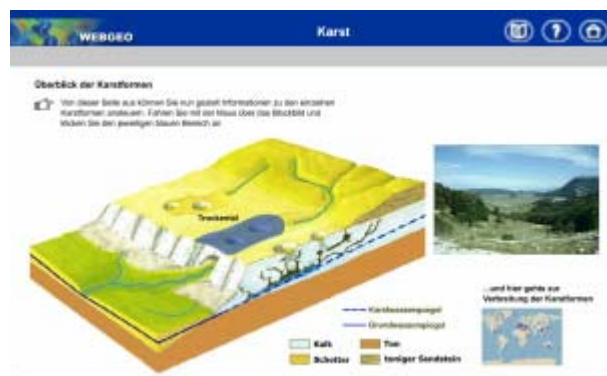 WEBGEO
Karst
Überblick der Karstformen
Von dieser Seite aus können Sie nun gezielt Informationen zu den einzelnen
Karstformen ansteuern. Fahren Sie mit der Maus über das Blockbild und
klicken Sie den jeweiligen blauen Bereich an
Trockental
...und hier gehts zur
Verbreitung der Karstformen
Karstwasserspiegel
Grundwasserspiegel
Kalk
Ton
Schotter
toniger Sandstein